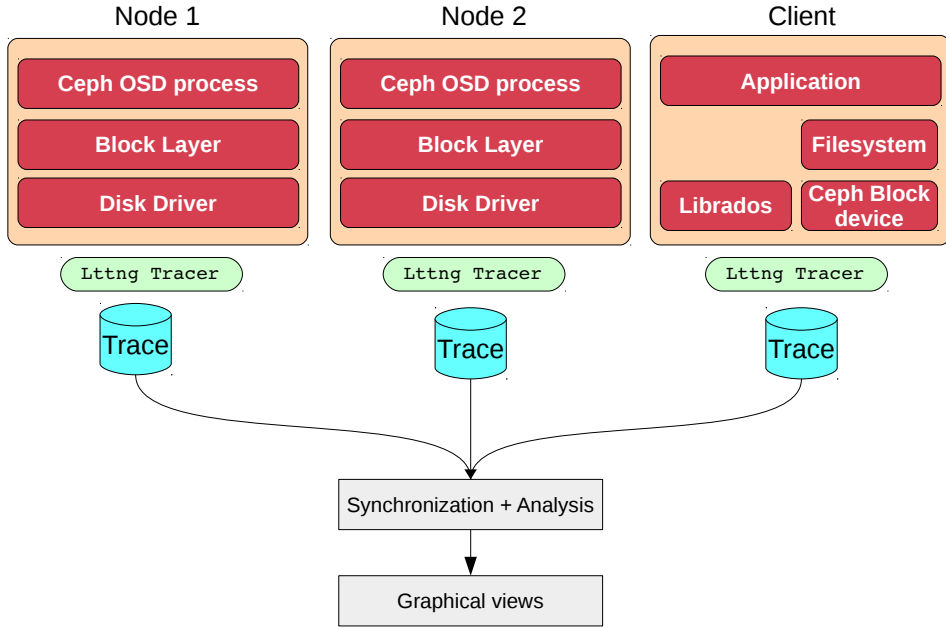 Node 1
Node 2
Client
Ceph OSD process
Block Layer
Disk Driver
Ceph OSD process
Block Layer
Disk Driver
Application
Filesystem
Librados
Ceph Block
device
Lttng Tracer
Lttng Tracer
Lttng Tracer
Trace
Trace
Trace
Synchronization + Analysis
Graphical views